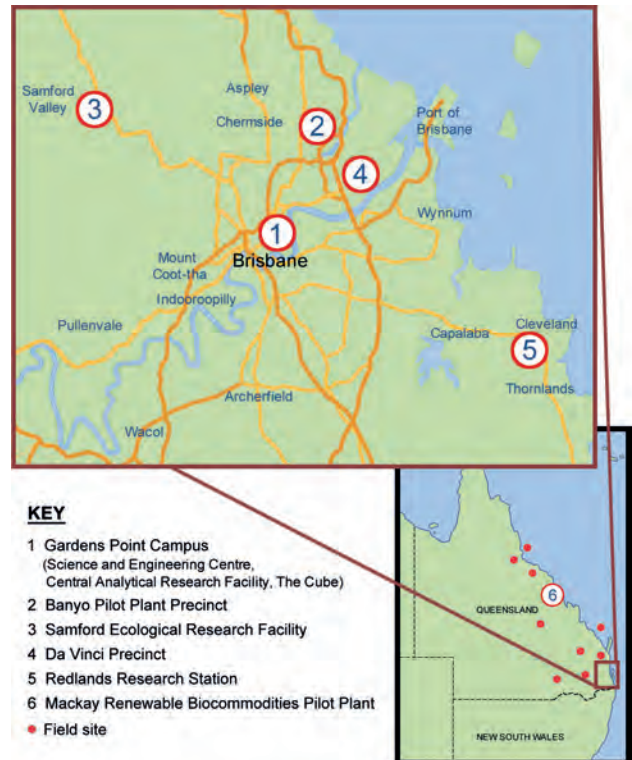 Samford
Valley
3
Aspley
Chermside
2
Port of
Brisbane
4
Wynnum
1
Brisbane
Mount
Coot-tha
Indooroopilly
Pullenvale
Capalaba
Cleveland
5
Thornlands
Archerfield
Wacol
KEY
1 Gardens Point Campus
(Science and Engineering Centre,
Central Analytical Research Facility, The Cube)
2 Banyo Pilot Plant Precinct
3 Samford Ecological Research Facility
4 Da Vinci Precinct
5 Redlands Research Station
6 Mackay Renewable Biocommodities Pilot Plant
Field site
6
QUEENSLAND
NEW SOUTH WALES